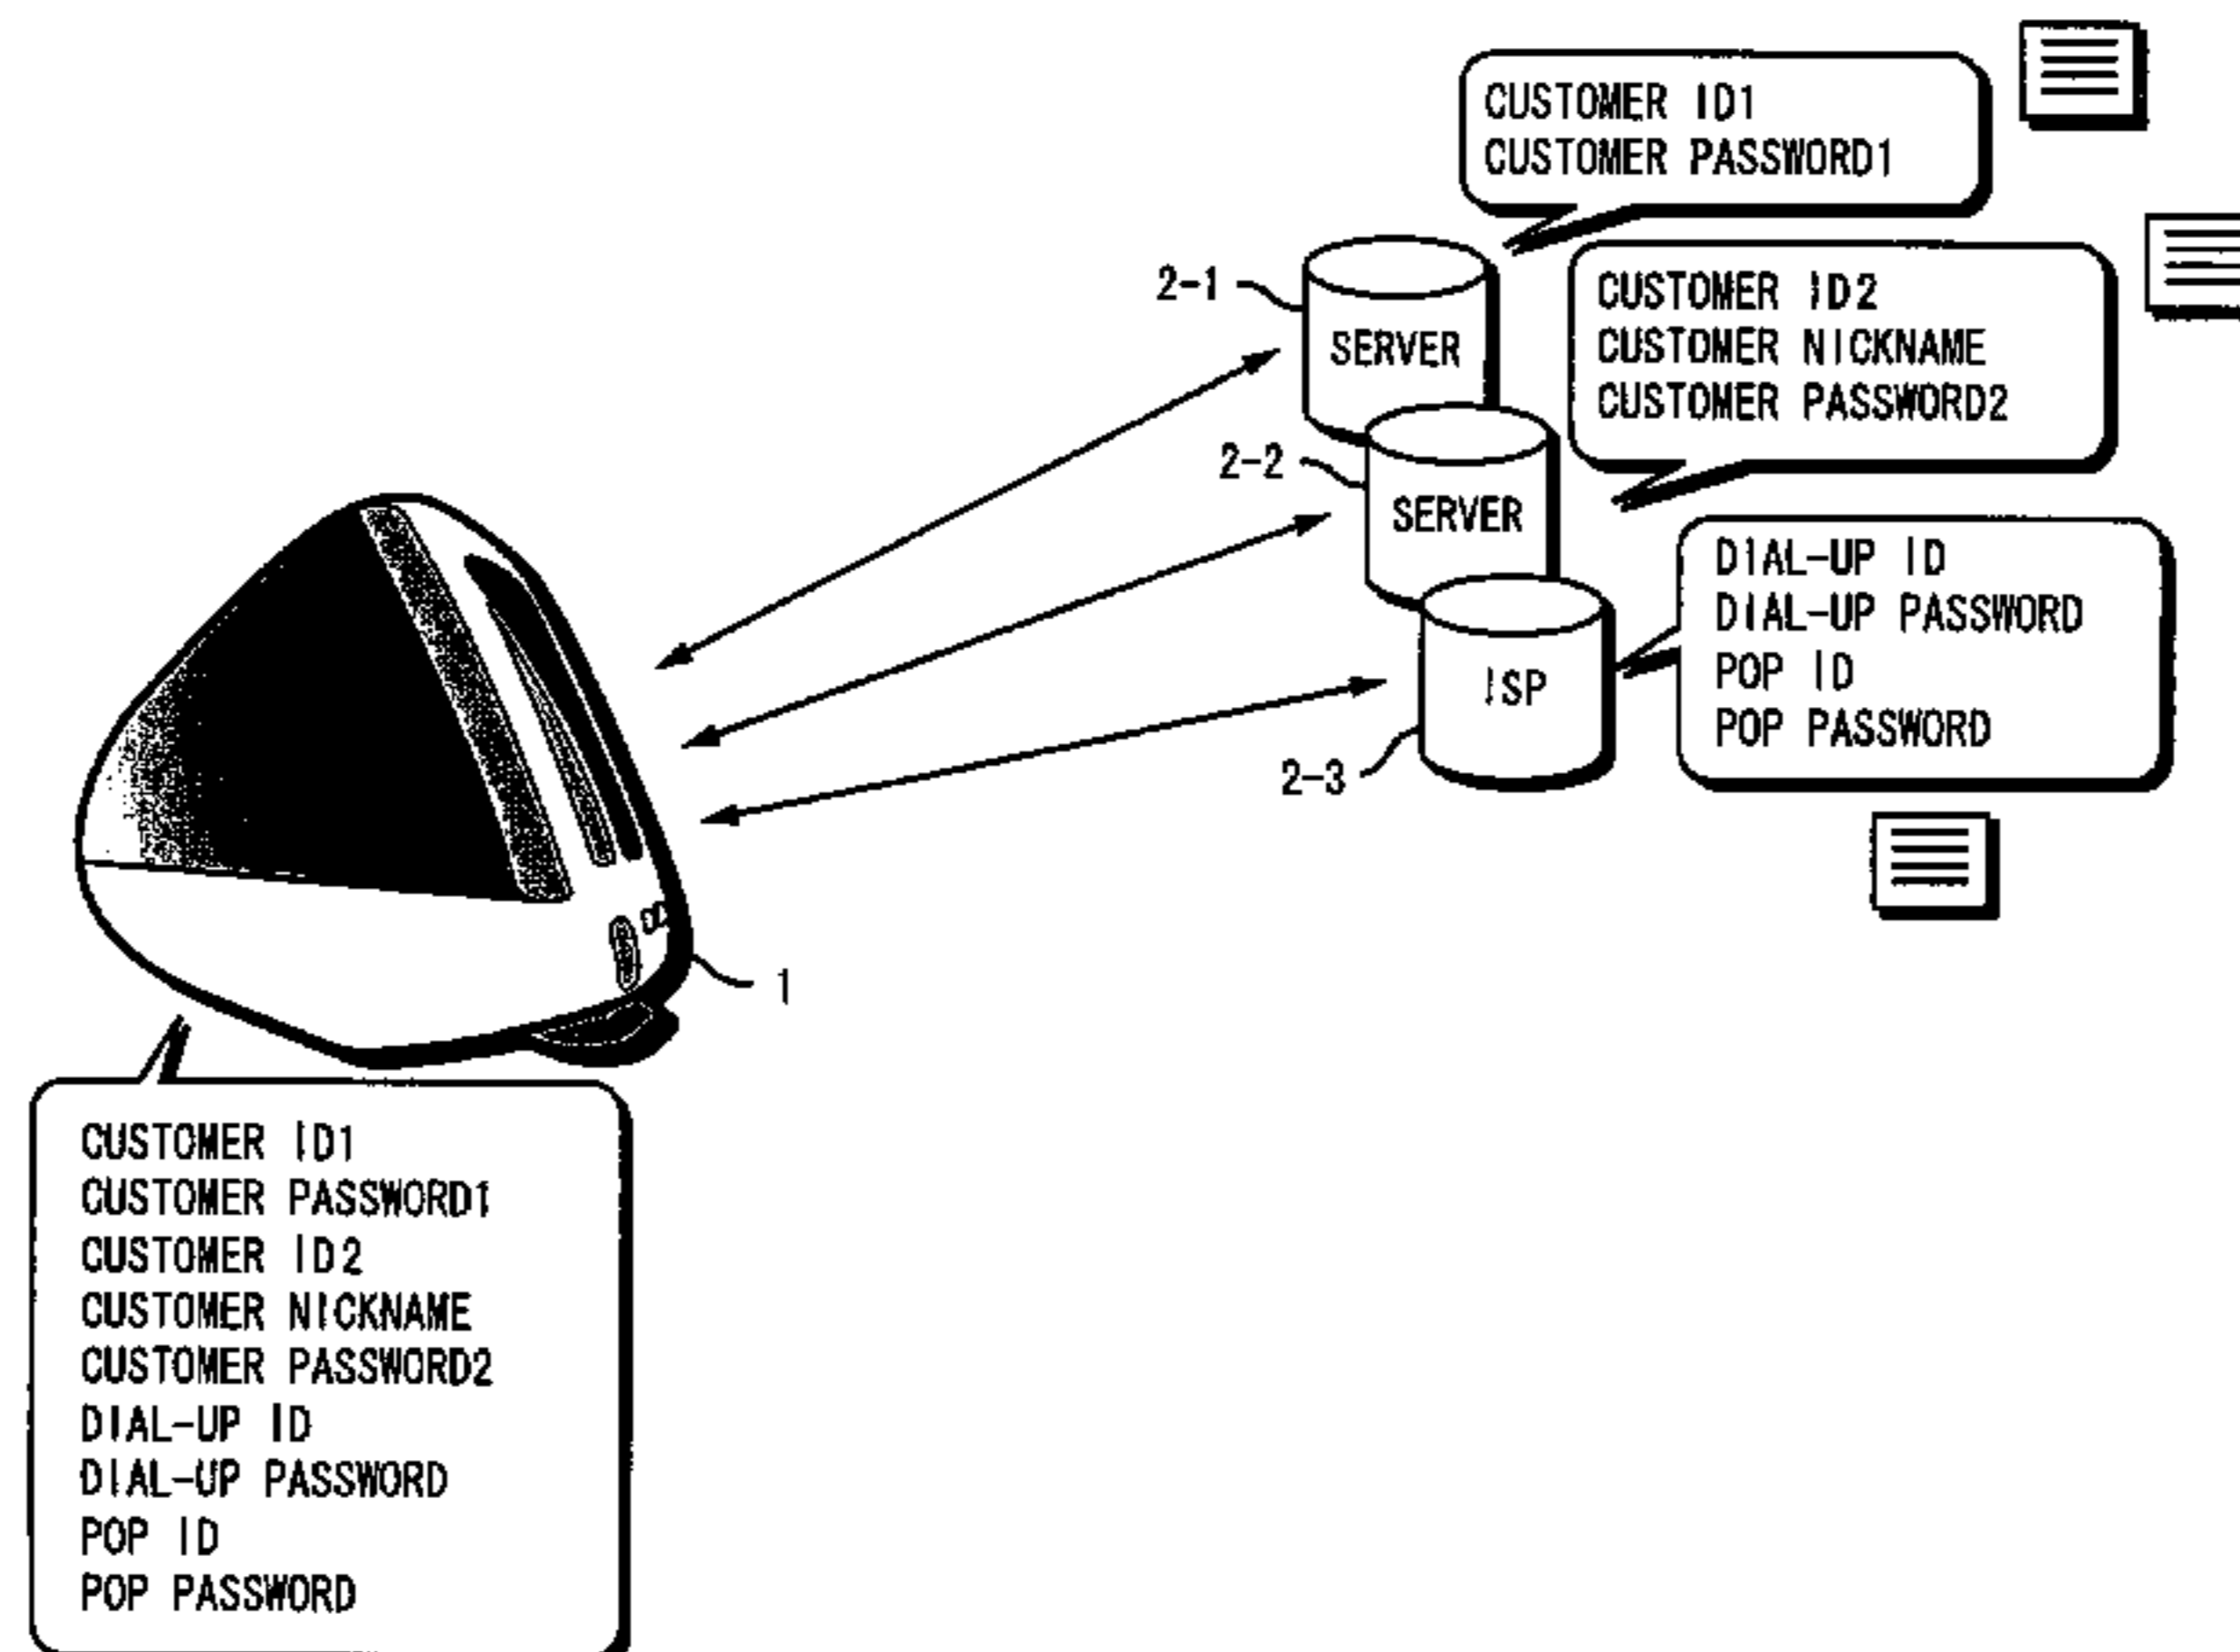 CUSTOMER ID1
CUSTOMER PASSWORD1
2-1
SERVER
CUSTOMER ID2
CUSTOMER NICKNAME
CUSTOMER PASSWORD2
2-2
SERVER
DIAL-UP ID
DIAL-UP PASSWORD
POP ID
POP PASSWORD
ISP
2-3
1
CUSTOMER ID1
CUSTOMER PASSWORD1
CUSTOMER ID2
CUSTOMER NICKNAME
CUSTOMER PASSWORD2
DIAL-UP ID
DIAL-UP PASSWORD
POP ID
POP PASSWORD